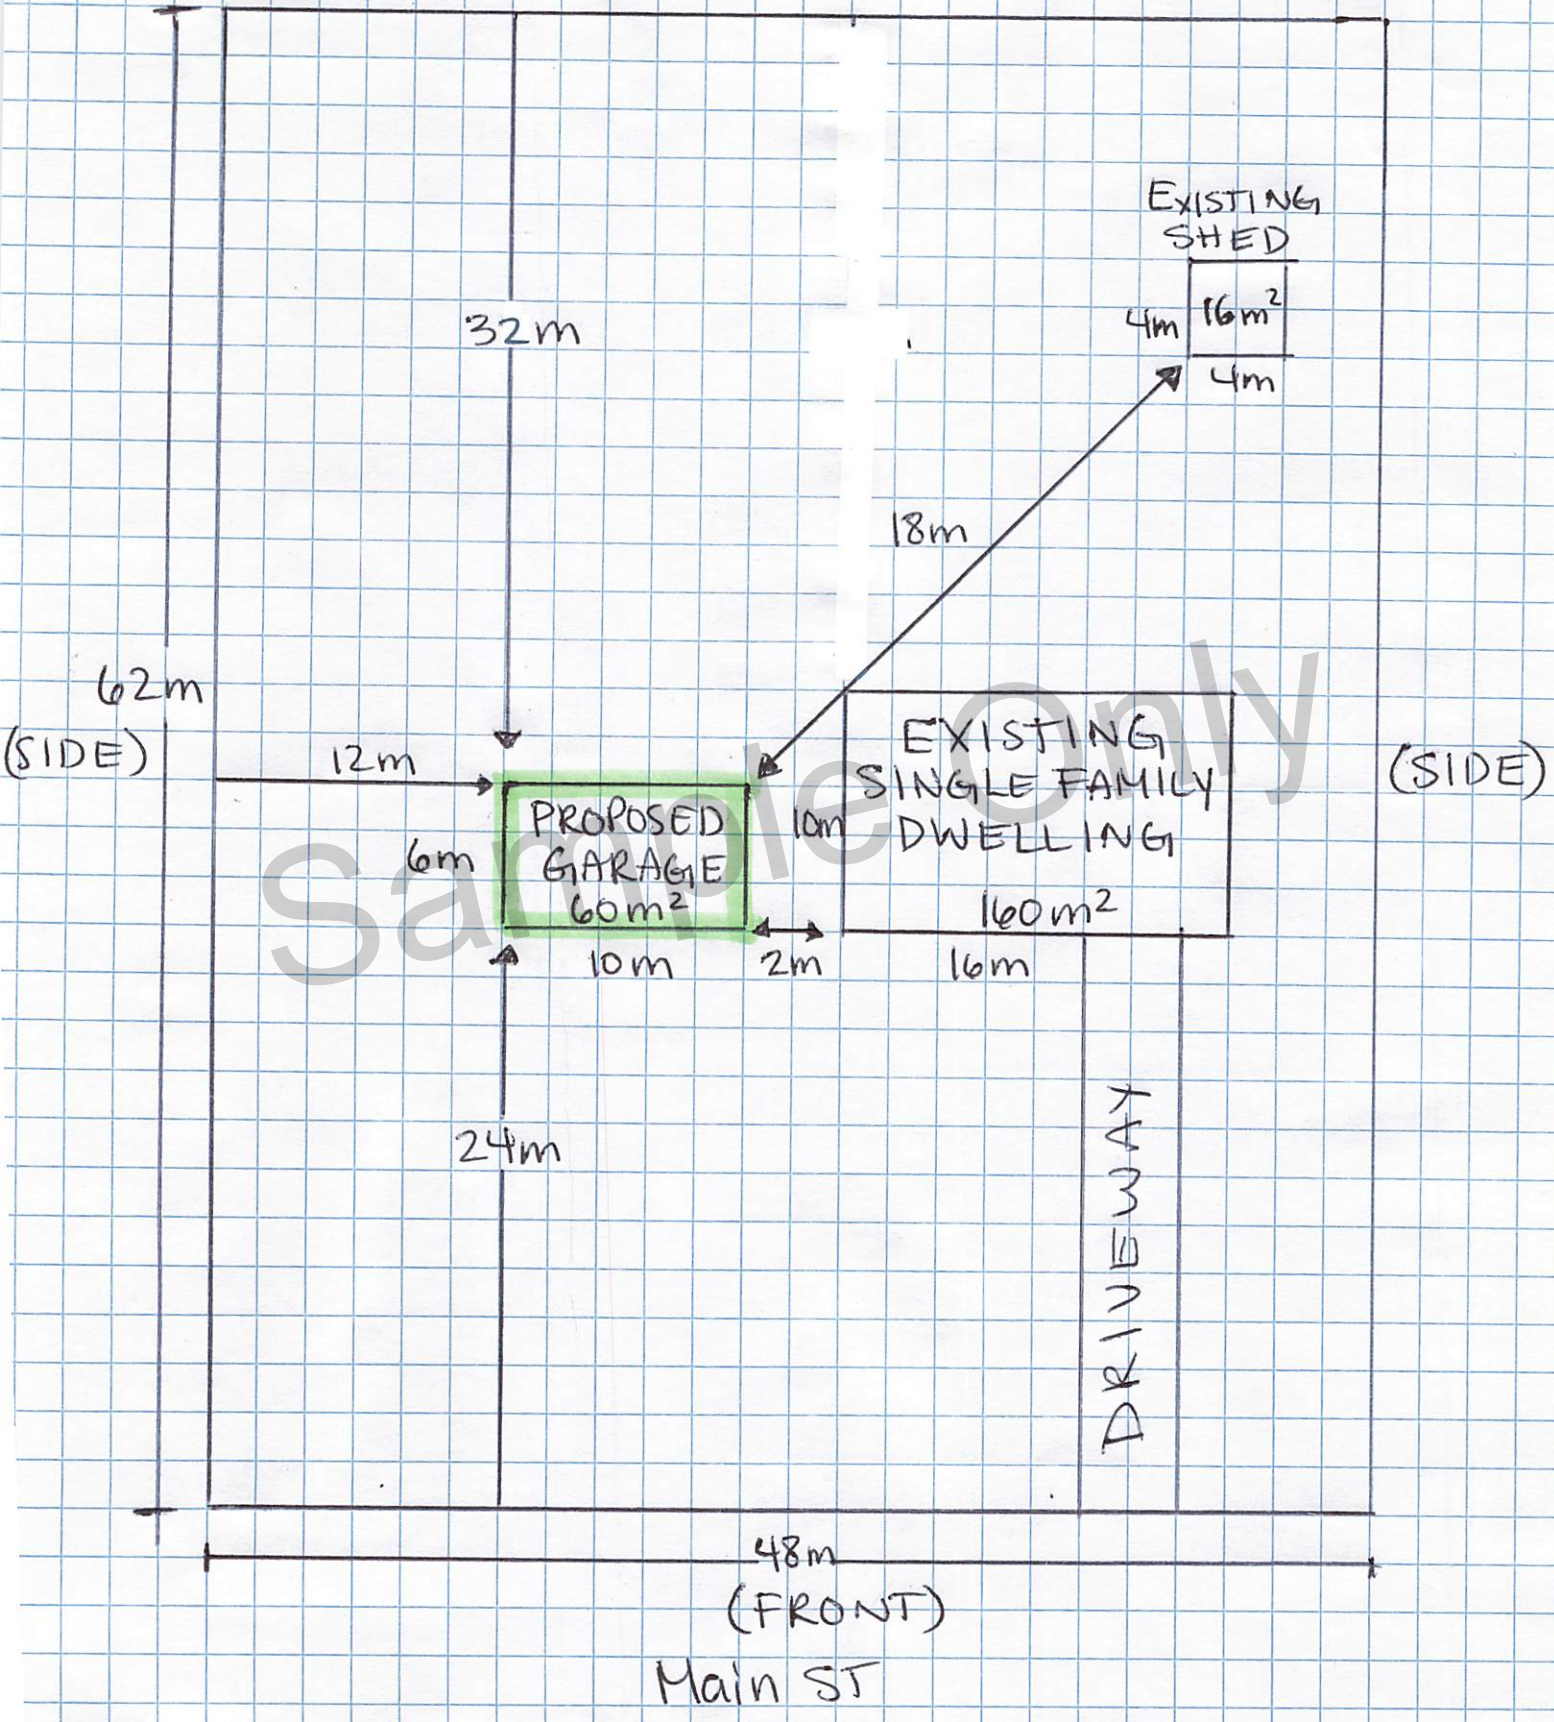 EXISTING
SHED
4m
16m²
4m
32m
18m
62m
(SIDE)
12m
(SIDE)
6m
PROPOSED
GARAGE
60m²
10m
2m
10m
EXISTING
SINGLE FAMILY
DWELLING
160m²
16m
Sample Only
24m
DRIVEWAY
48m
(FRONT)
Main ST